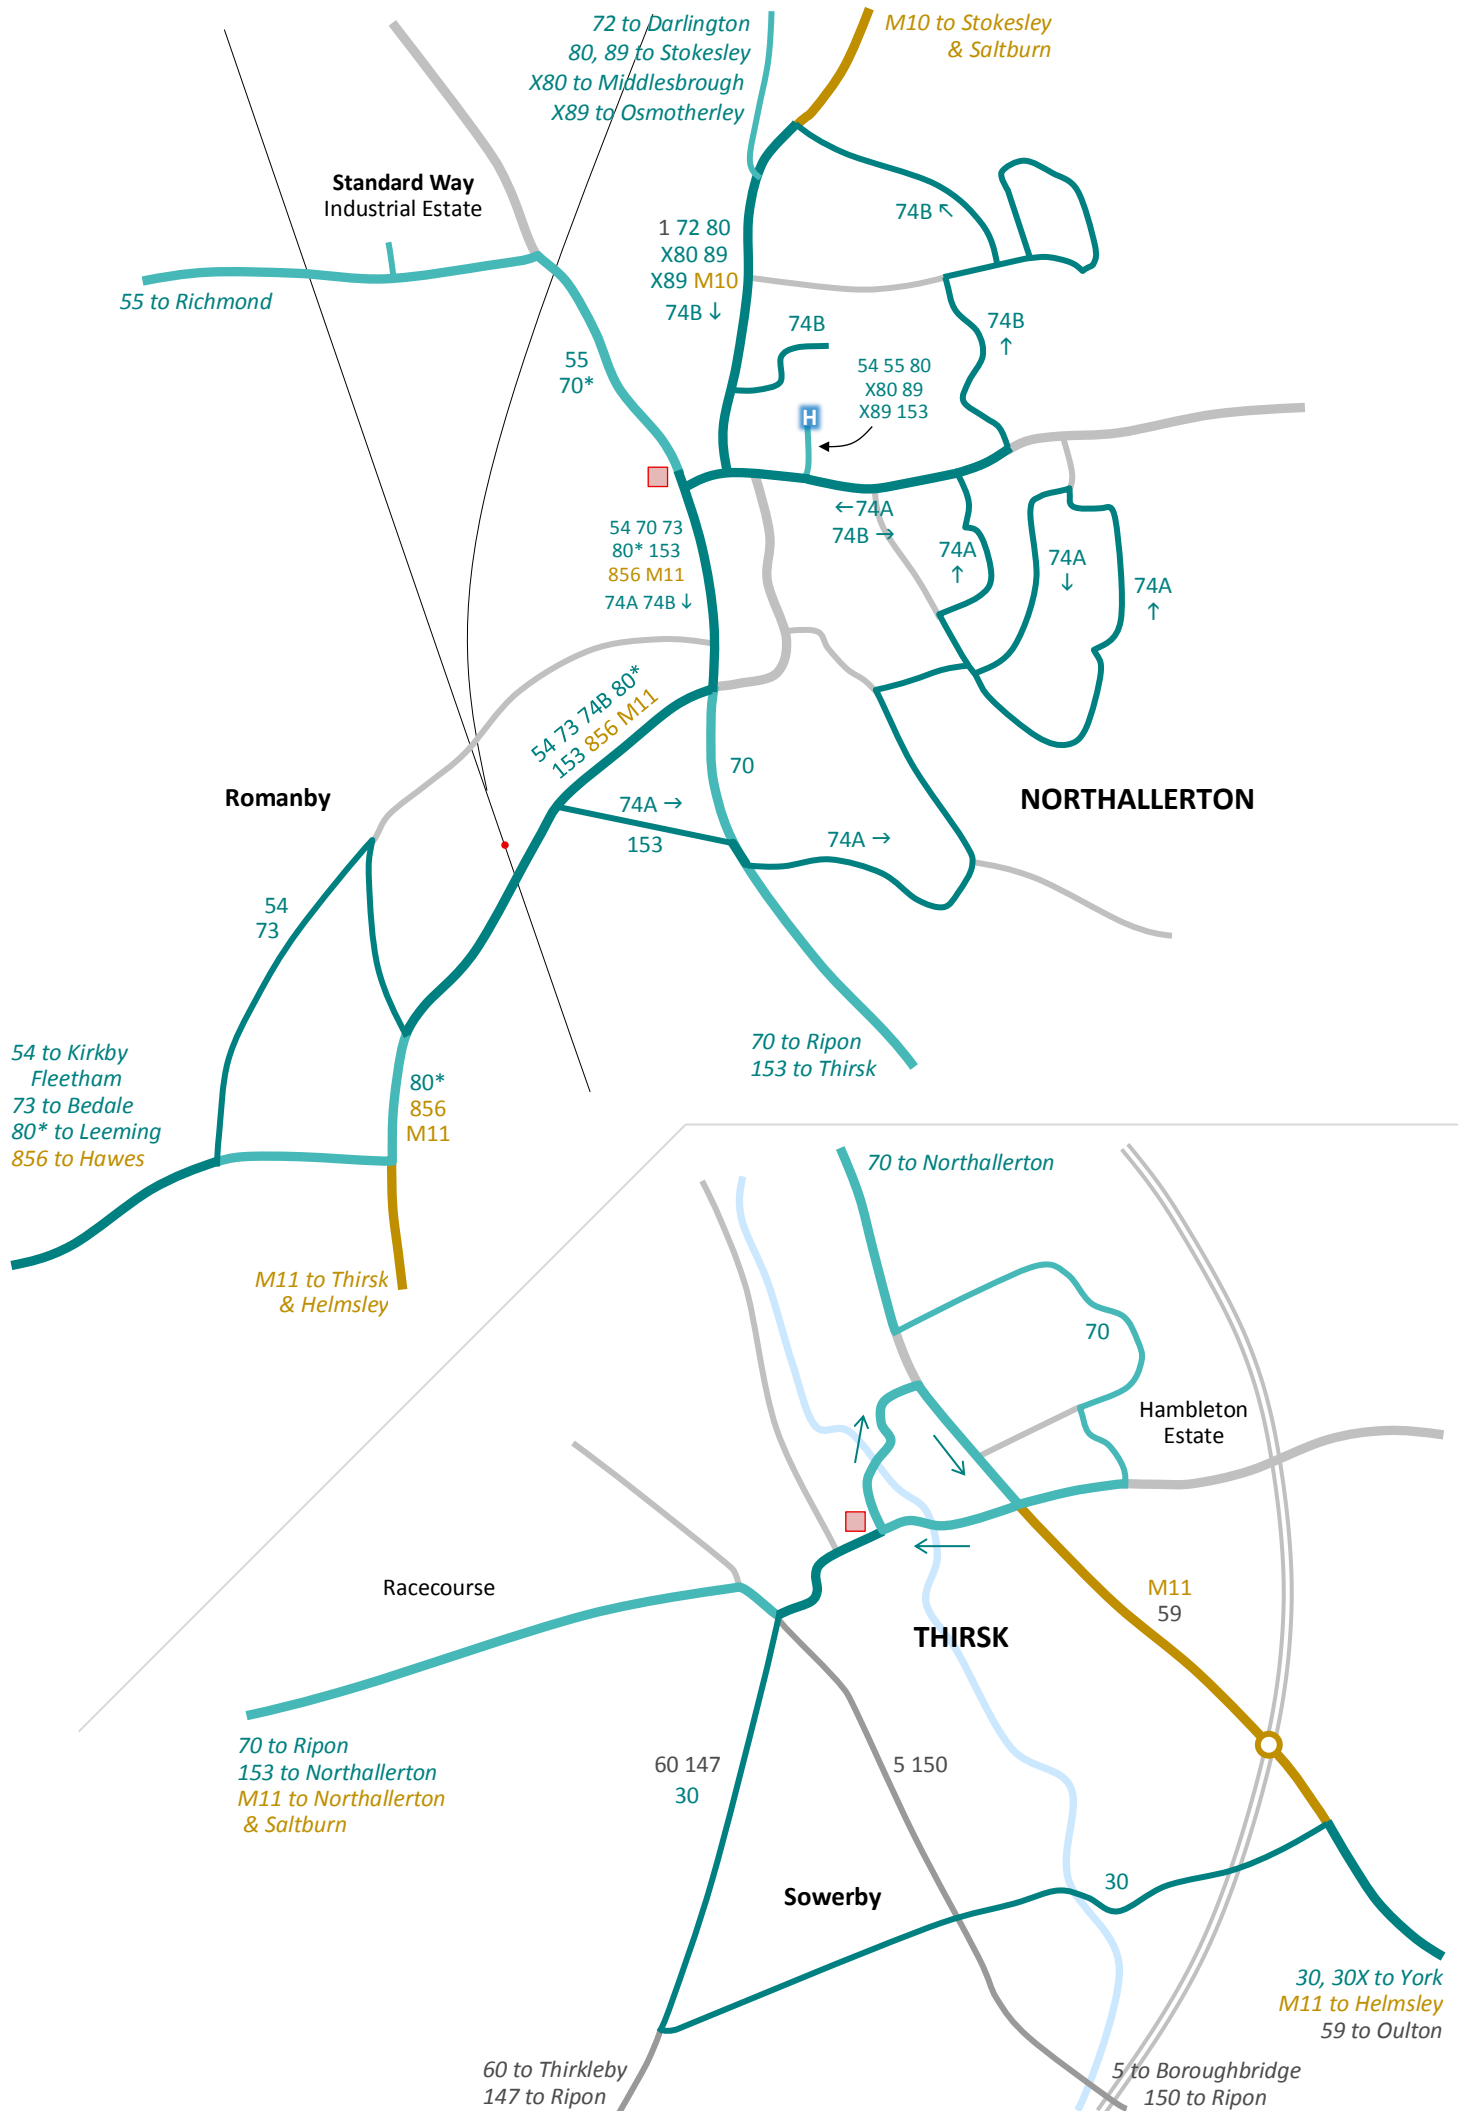 72 to Darlington
80, 89 to Stokesley
X80 to Middlesbrough
X89 to Osmotherley
M10 to Stokesley
& Saltburn
Standard Way
Industrial Estate
55 to Richmond
1 72 80
X80 89
X89 M10
74B ↓
74B ↖
74B
74B
↑
55
70*
54 55 80
X80 89
X89 153
H
←74A
74B →
54 70 73
80* 153
856 M11
74A 74B ↓
74A
↑
74A
↓
74A
↑
54 73 74B 80*
153 856 M11
70
Romanby
NORTHALLERTON
74A →
153
74A →
54
73
70 to Ripon
153 to Thirsk
54 to Kirkby
Fleetham
73 to Bedale
80* to Leeming
856 to Hawes
80*
856
M11
M11 to Thirsk
& Helmsley
70 to Northallerton
70
Hambleton
Estate
Racecourse
M11
59
THIRSK
70 to Ripon
153 to Northallerton
M11 to Northallerton
& Saltburn
60 147
30
5 150
30
Sowerby
30, 30X to York
M11 to Helmsley
59 to Oulton
60 to Thirkleby
147 to Ripon
5 to Boroughbridge
150 to Ripon